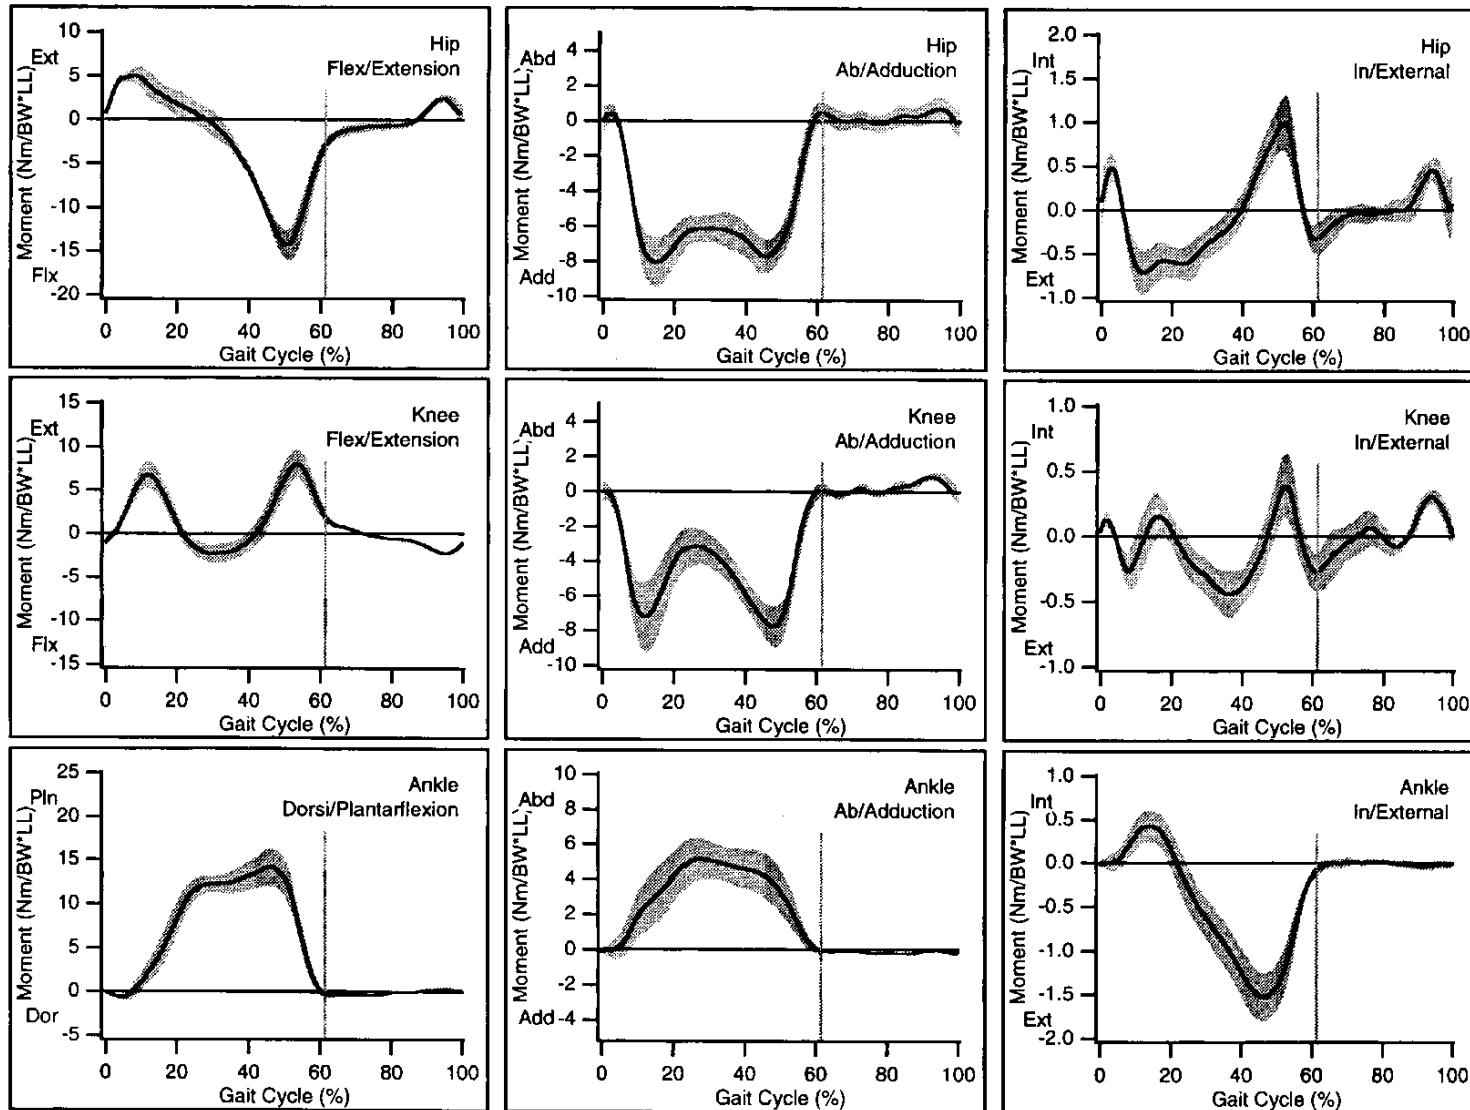 Hip
Flex/Extension
Moment (Nm/BW*LL)
Ext
Flx
10
5
0
-5
-10
-15
-20
0 20 40 60 80 100
Gait Cycle (%)
Hip
Ab/Adduction
Moment (Nm/BW*LL)
Abd
Add
4
2
0
-2
-4
-6
-8
-10
0 20 40 60 80 100
Gait Cycle (%)
Hip
In/External
Moment (Nm/BW*LL)
Int
Ext
2.0
1.5
1.0
0.5
0.0
-0.5
-1.0
0 20 40 60 80 100
Gait Cycle (%)
Knee
Flex/Extension
Moment (Nm/BW*LL)
Ext
Flx
15
10
5
0
-5
-10
-15
0 20 40 60 80 100
Gait Cycle (%)
Knee
Ab/Adduction
Moment (Nm/BW*LL)
Abd
Add
4
2
0
-2
-4
-6
-8
-10
0 20 40 60 80 100
Gait Cycle (%)
Knee
In/External
Moment (Nm/BW*LL)
Int
Ext
1.0
0.5
0.0
-0.5
-1.0
0 20 40 60 80 100
Gait Cycle (%)
Ankle
Dorsi/Plantarflexion
Moment (Nm/BW*LL)
Pln
Dor
25
20
15
10
5
0
-5
0 20 40 60 80 100
Gait Cycle (%)
Ankle
Ab/Adduction
Moment (Nm/BW*LL)
Abd
Add
10
8
6
4
2
0
-2
-4
0 20 40 60 80 100
Gait Cycle (%)
Ankle
In/External
Moment (Nm/BW*LL)
Int
Ext
1.0
0.5
0.0
-0.5
-1.0
-1.5
-2.0
0 20 40 60 80 100
Gait Cycle (%)